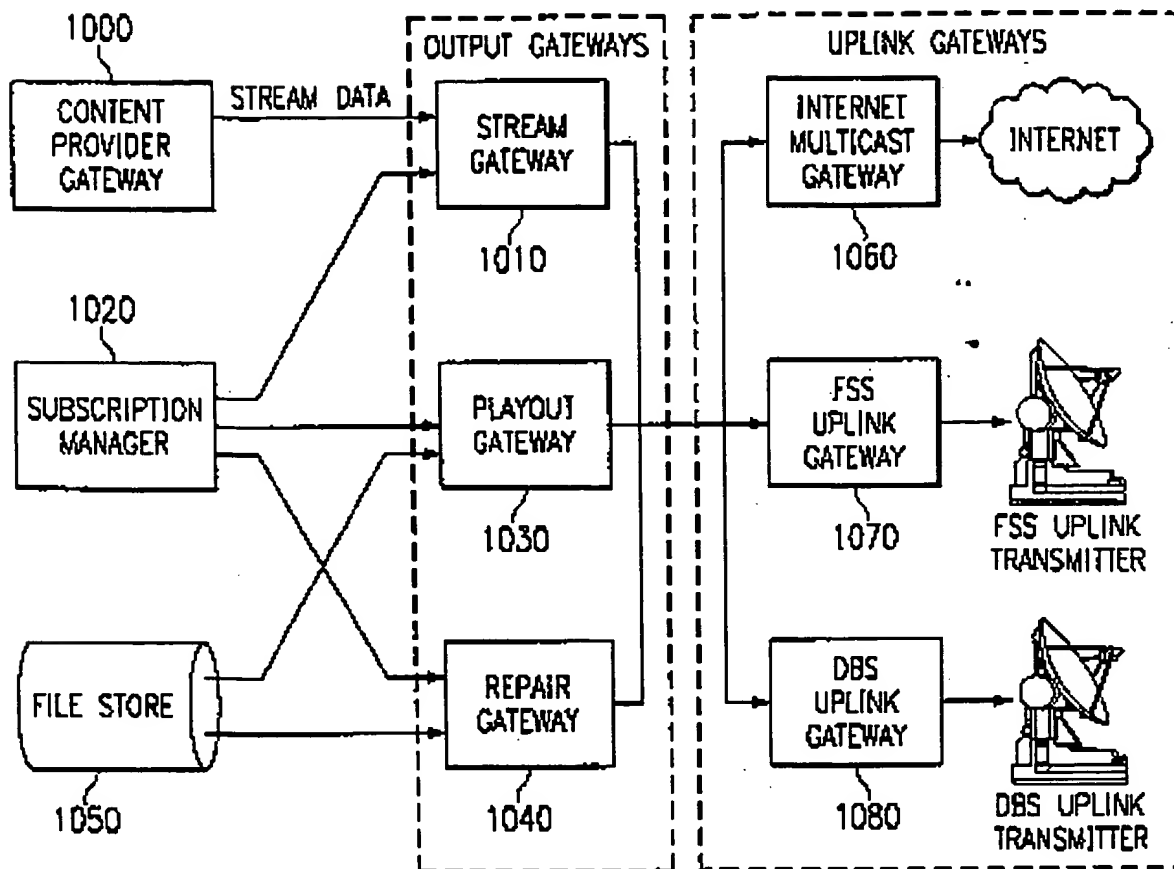 1000
CONTENT
PROVIDER
GATEWAY
STREAM DATA
1020
SUBSCRIPTION
MANAGER
FILE STORE
1050
OUTPUT GATEWAYS
STREAM
GATEWAY
1010
PLAYOUT
GATEWAY
1030
REPAIR
GATEWAY
1040
UPLINK GATEWAYS
INTERNET
MULTICAST
GATEWAY
1060
INTERNET
FSS
UPLINK
GATEWAY
1070
FSS UPLINK
TRANSMITTER
DBS
UPLINK
GATEWAY
1080
DBS UPLINK
TRANSMITTER